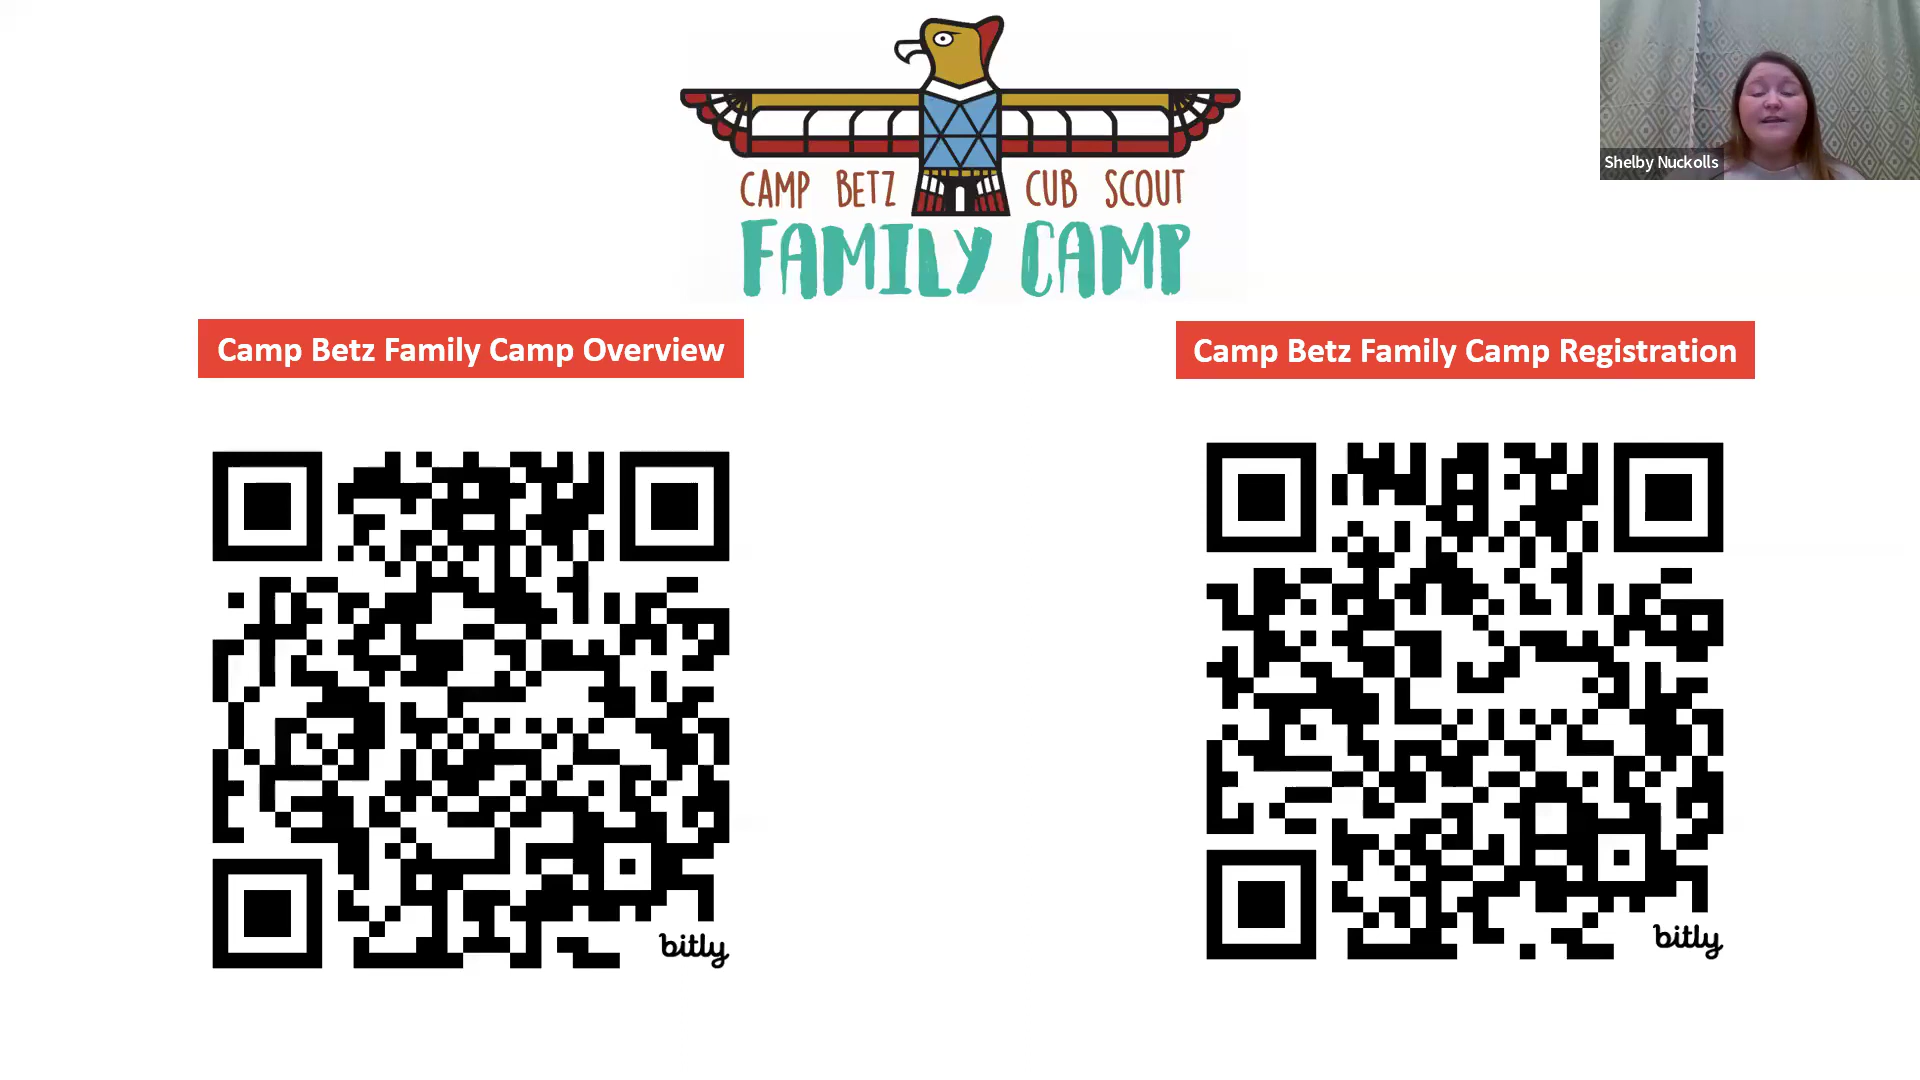 CAMP BETZ CUB SCOUT
FAMILY CAMP
Shelby Nuckolls
Camp Betz Family Camp Overview
Camp Betz Family Camp Registration
bitly
bitly